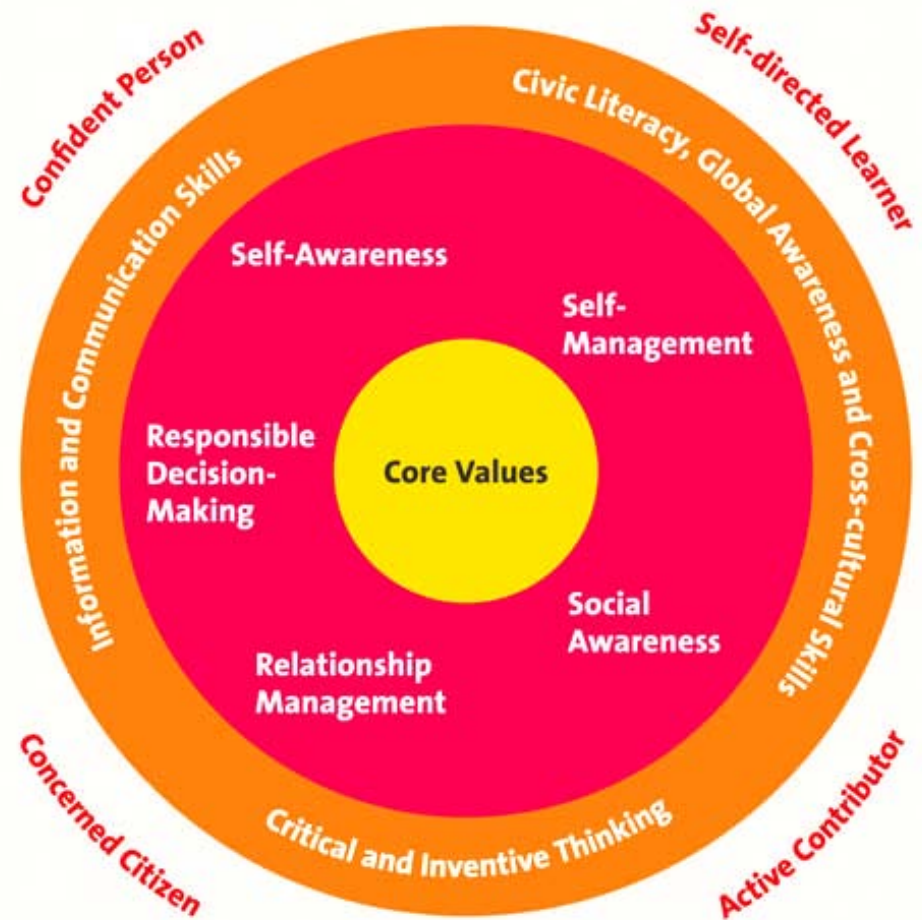 Confident Person
Self-directed Learner
Information and Communication Skills
Civic Literacy, Global Awareness and Cross-cultural Skills
Self-Awareness
Self-
Management
Responsible
Decision-
Making
Core Values
Social
Awareness
Relationship
Management
Critical and Inventive Thinking
Concerned Citizen
Active Contributor